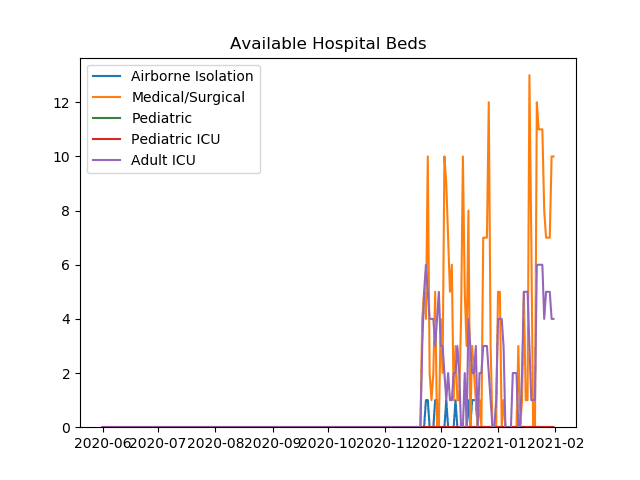 Available Hospital Beds
Airborne Isolation
Medical/Surgical
Pediatric
Pediatric ICU
Adult ICU
12
10
8
6
4
2
0
2020-06 2020-07 2020-08 2020-09 2020-10 2020-11 2020-12 2021-01 2021-02